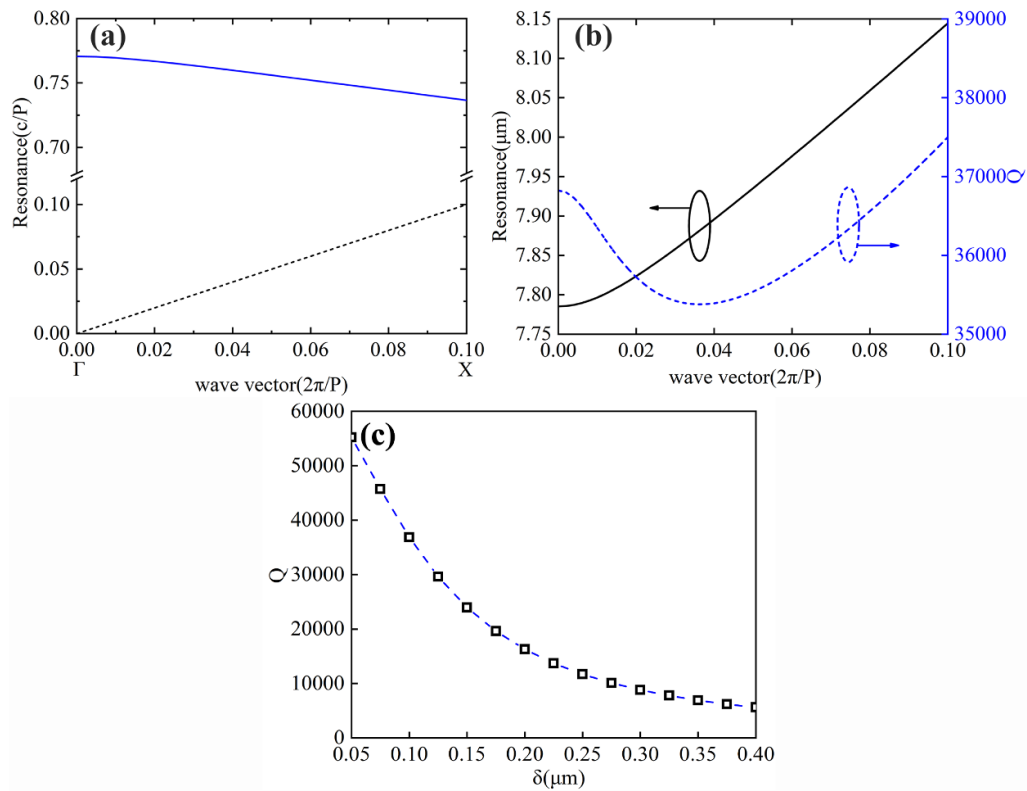 (a)
Resonance(c/P)
0.80
0.75
0.70
0.10
0.05
0.00
0.00 0.02 0.04 0.06 0.08 0.10
Γ X
wave vector(2π/P)
(b)
Resonance(μm)
8.15
8.10
8.05
8.00
7.95
7.90
7.85
7.80
7.75
39000
38000
37000
36000
35000
Q
0.00 0.02 0.04 0.06 0.08 0.10
wave vector(2π/P)
(c)
Q
60000
50000
40000
30000
20000
10000
0
0.05 0.10 0.15 0.20 0.25 0.30 0.35 0.40
δ(μm)